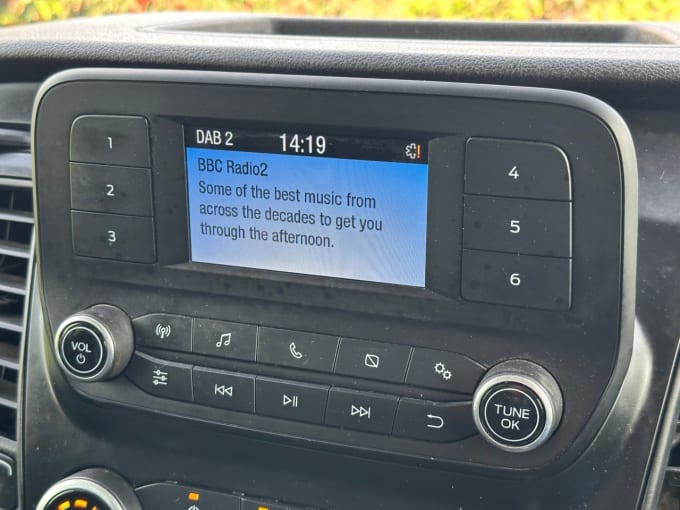 DAB 2 14:19
BBC Radio2
Some of the best music from
across the decades to get you
through the afternoon.
1
2
3
4
5
6
VOL
TUNE
OK